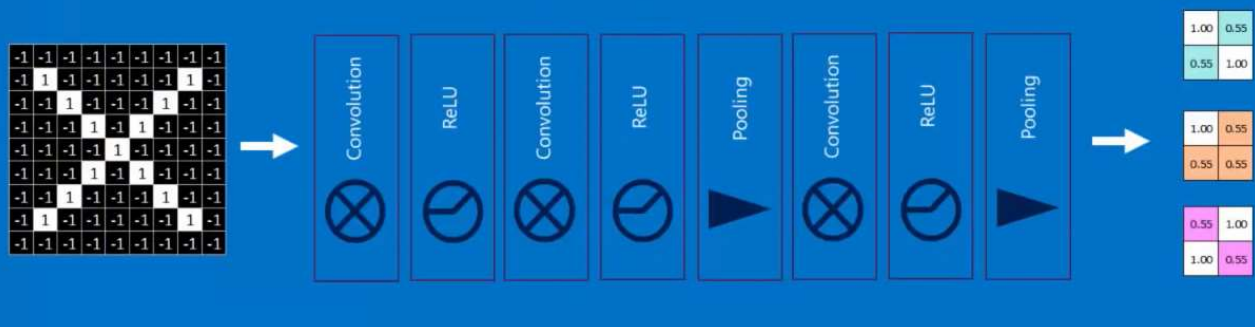 -1 -1 -1 -1 -1 -1 -1 -1 -1
-1 1 -1 -1 -1 -1 -1 1 -1
-1 -1 1 -1 -1 -1 1 -1 -1
-1 -1 -1 1 -1 1 -1 -1 -1
-1 -1 -1 -1 1 -1 -1 -1 -1
-1 -1 -1 1 -1 1 -1 -1 -1
-1 -1 1 -1 -1 -1 1 -1 -1
-1 1 -1 -1 -1 -1 -1 1 -1
-1 -1 -1 -1 -1 -1 -1 -1 -1
Convolution
ReLU
Convolution
ReLU
Pooling
Convolution
ReLU
Pooling
1.00 0.55
0.55 1.00
1.00 0.55
0.55 0.55
0.55 1.00
1.00 0.55